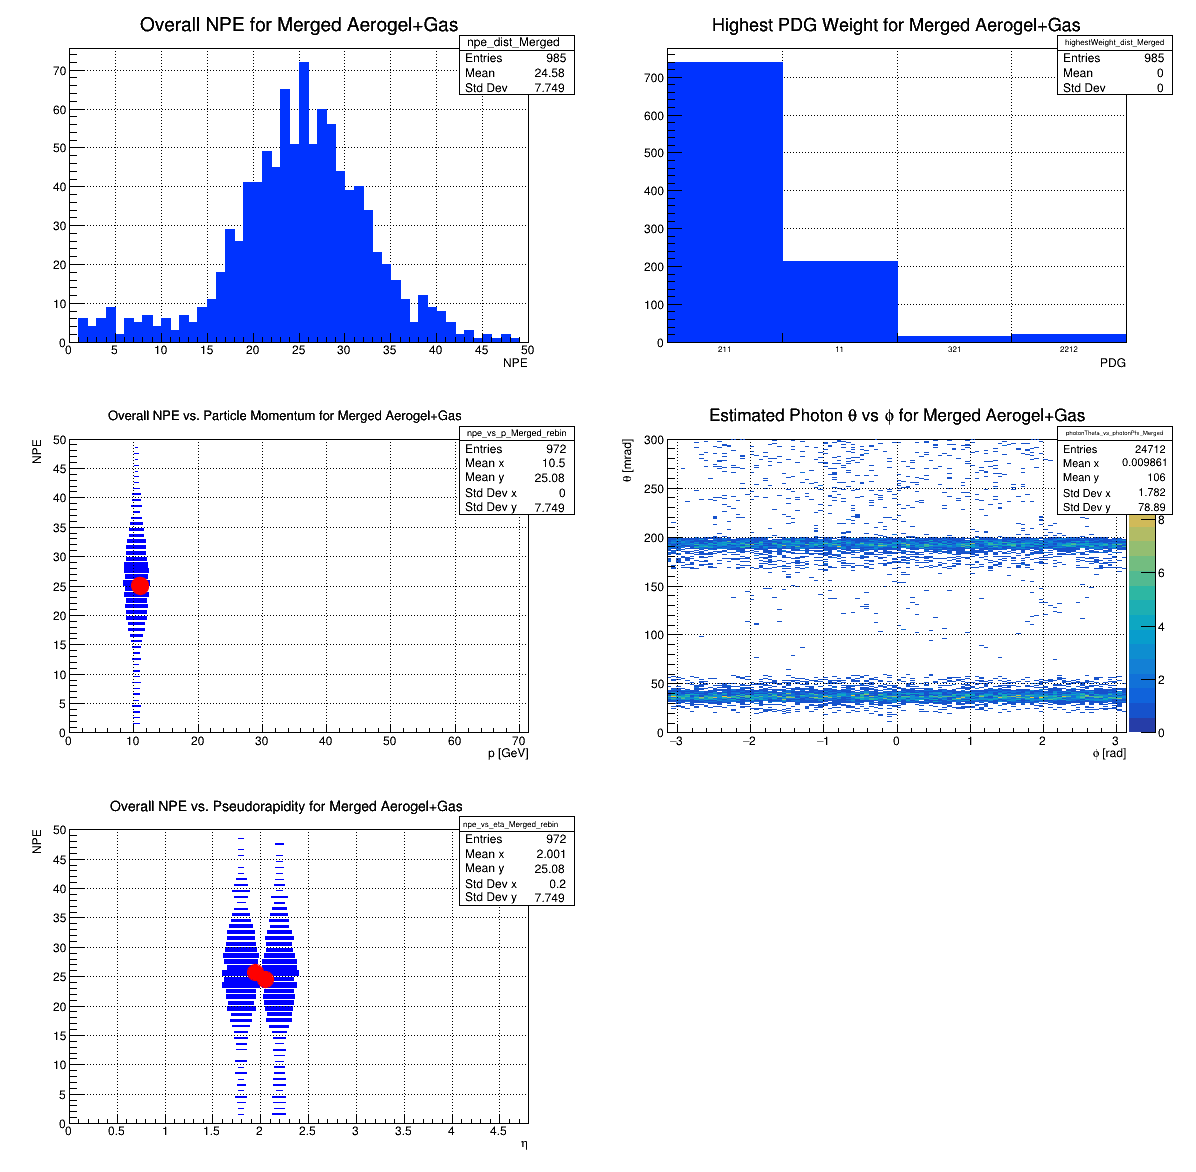 Overall NPE for Merged Aerogel+Gas
npe_dist_Merged
Entries 985
Mean 24.58
Std Dev 7.749
70
60
50
40
30
20
10
0
0 5 10 15 20 25 30 35 40 45 50
NPE
Highest PDG Weight for Merged Aerogel+Gas
highestWeight_dist_Merged
Entries 985
Mean 0
Std Dev 0
700
600
500
400
300
200
100
0
211 11 321 2212
PDG
Overall NPE vs. Particle Momentum for Merged Aerogel+Gas
npe_vs_p_Merged_rebin
Entries 972
Mean x 10.5
Mean y 25.08
Std Dev x 0
Std Dev y 7.749
NPE
50
45
40
35
30
25
20
15
10
5
0
0 10 20 30 40 50 60 70
p [GeV]
Estimated Photon θ vs ϕ for Merged Aerogel+Gas
photonTheta_vs_photonPhi_Merged
Entries 24712
Mean x 0.009861
Mean y 106
Std Dev x 1.782
Std Dev y 78.89
θ [mrad]
300
250
200
150
100
50
0
−3 −2 −1 0 1 2 3
ϕ [rad]
8
6
4
2
0
Overall NPE vs. Pseudorapidity for Merged Aerogel+Gas
npe_vs_eta_Merged_rebin
Entries 972
Mean x 2.001
Mean y 25.08
Std Dev x 0.2
Std Dev y 7.749
NPE
50
45
40
35
30
25
20
15
10
5
0
0 0.5 1 1.5 2 2.5 3 3.5 4 4.5
η